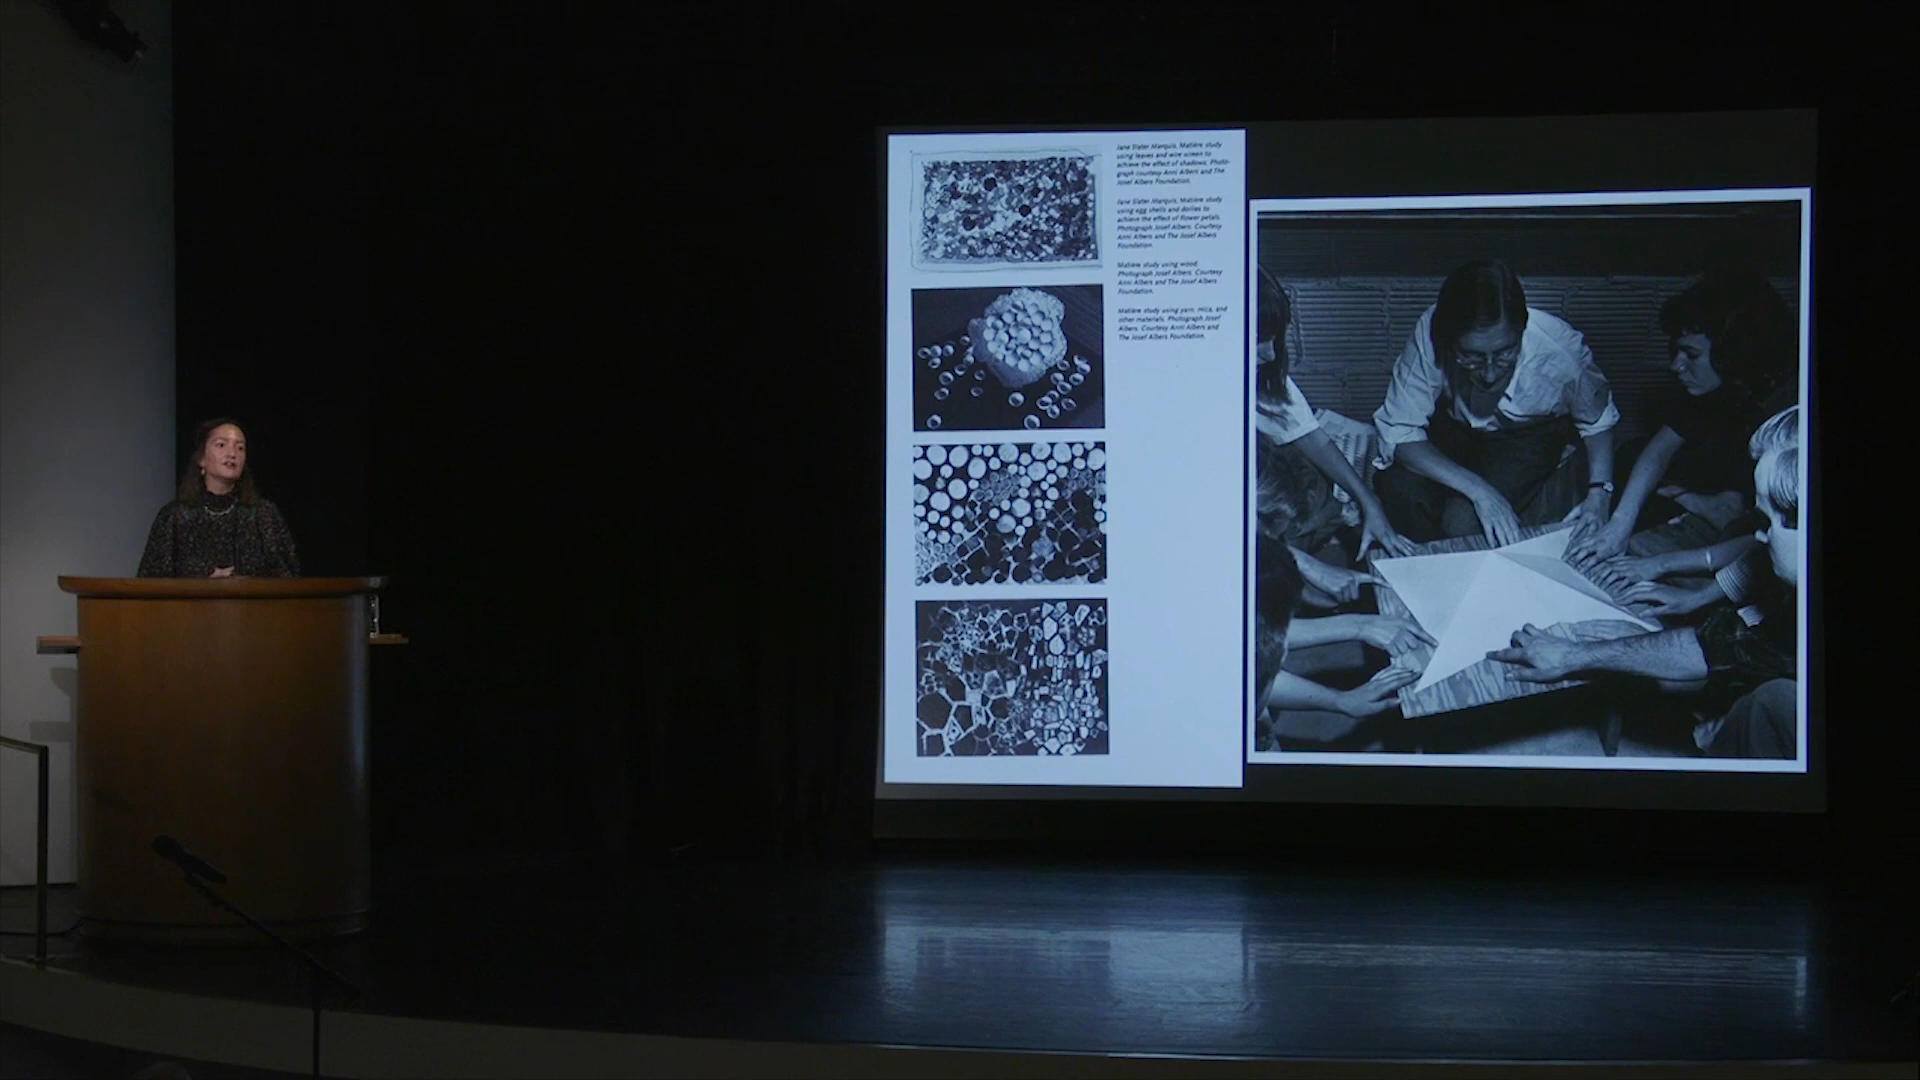 Jane Slater Marquis, Matière study
using leaves and wire screen to
achieve the effect of shadows. Photo-
graph courtesy Anni Albers and The
Josef Albers Foundation.
Jane Slater Marquis, Matière study
using egg shells and doilies to
achieve the effect of flower petals.
Photograph Josef Albers. Courtesy
Anni Albers and The Josef Albers
Foundation.
Matière study using wood.
Photograph Josef Albers. Courtesy
Anni Albers and The Josef Albers
Foundation.
Matière study using yarn, mica, and
other materials. Photograph Josef
Albers. Courtesy Anni Albers and
The Josef Albers Foundation.